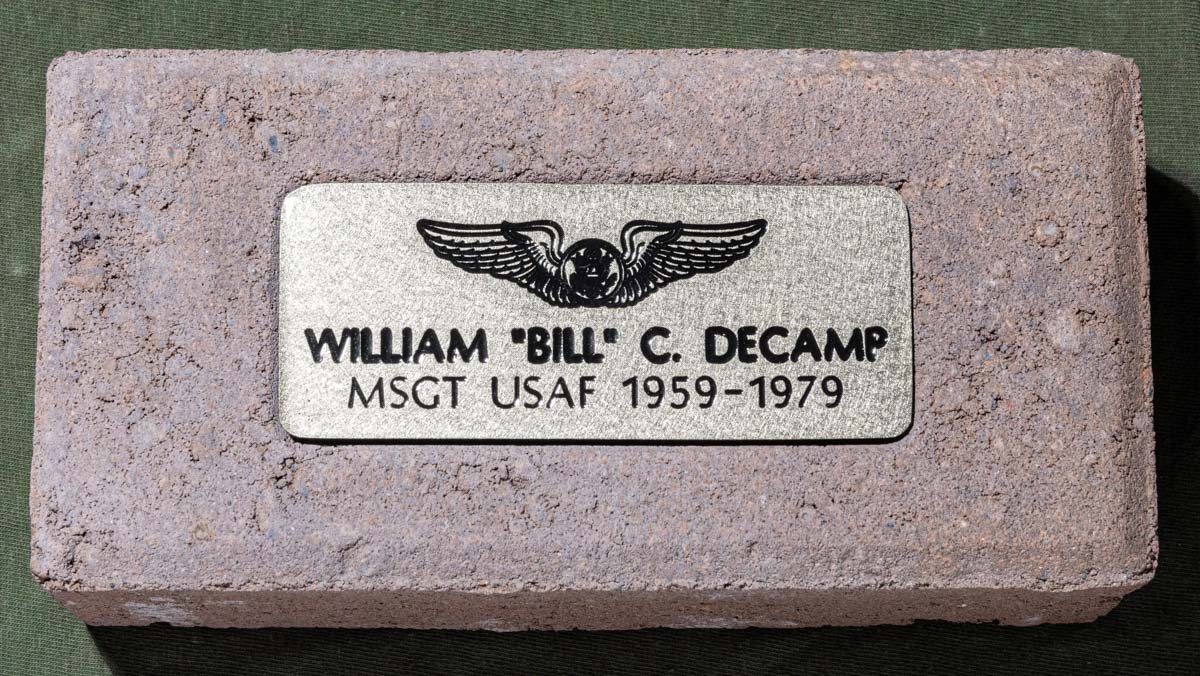 WILLIAM "BILL" C. DECAMP
MSGT USAF 1959-1979